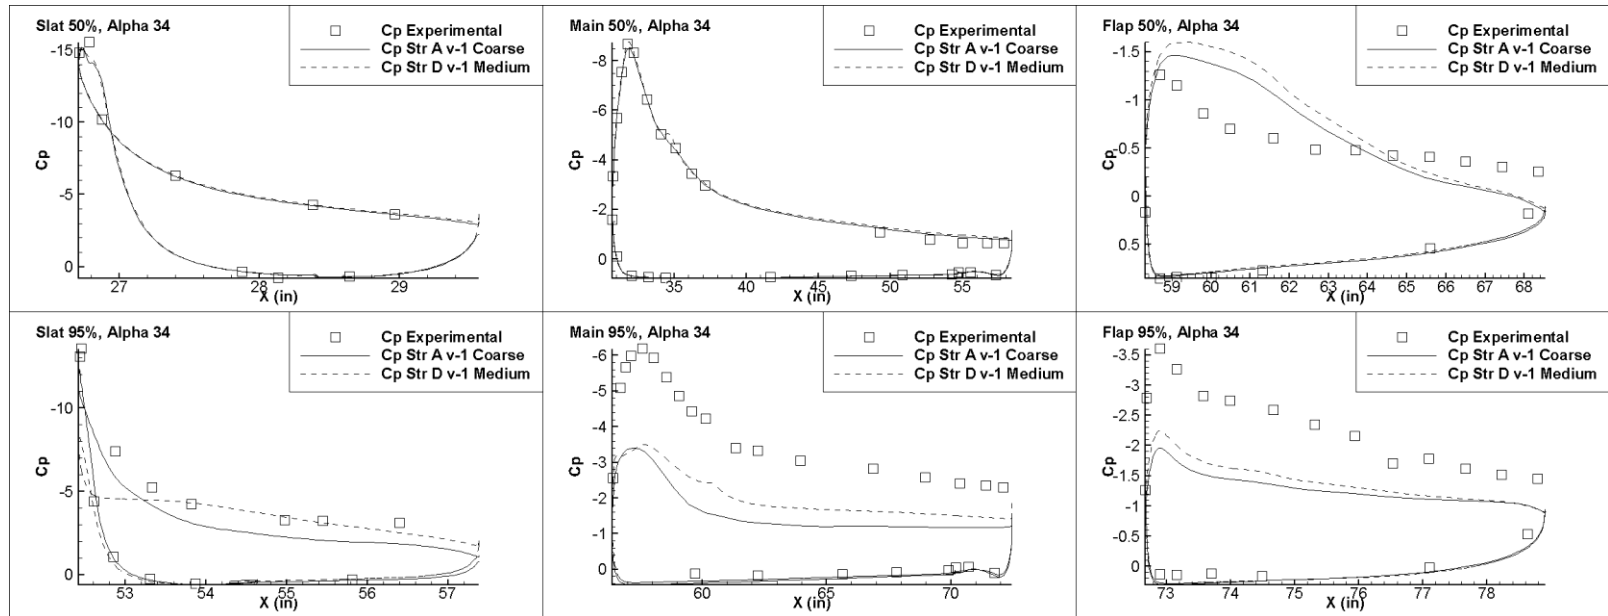 Slat 50%, Alpha 34
Cp Experimental
Cp Str A v-1 Coarse
Cp Str D v-1 Medium
-15
-10
-5
0
Cp
27 28 29
X (in)
Main 50%, Alpha 34
Cp Experimental
Cp Str A v-1 Coarse
Cp Str D v-1 Medium
-8
-6
-4
-2
0
Cp
35 40 45 50 55
X (in)
Flap 50%, Alpha 34
Cp Experimental
Cp Str A v-1 Coarse
Cp Str D v-1 Medium
-1.5
-1
-0.5
0
0.5
Cp
59 60 61 62 63 64 65 66 67 68
X (in)
Slat 95%, Alpha 34
Cp Experimental
Cp Str A v-1 Coarse
Cp Str D v-1 Medium
-10
-5
0
Cp
53 54 55 56 57
X (in)
Main 95%, Alpha 34
Cp Experimental
Cp Str A v-1 Coarse
Cp Str D v-1 Medium
-6
-5
-4
-3
-2
-1
0
Cp
60 65 70
X (in)
Flap 95%, Alpha 34
Cp Experimental
Cp Str A v-1 Coarse
Cp Str D v-1 Medium
-3.5
-3
-2.5
-2
-1.5
-1
-0.5
0
Cp
73 74 75 76 77 78
X (in)